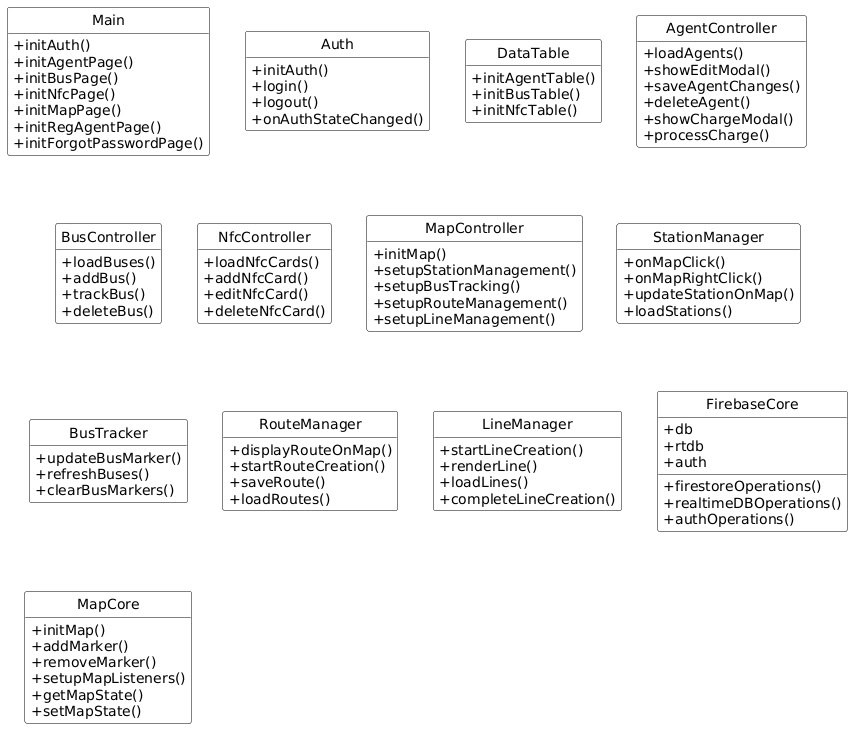 Main
+initAuth()
+initAgentPage()
+initBusPage()
+initNfcPage()
+initMapPage()
+initRegAgentPage()
+initForgotPasswordPage()
Auth
+initAuth()
+login()
+logout()
+onAuthStateChanged()
DataTable
+initAgentTable()
+initBusTable()
+initNfcTable()
AgentController
+loadAgents()
+showEditModal()
+saveAgentChanges()
+deleteAgent()
+showChargeModal()
+processCharge()
BusController
+loadBuses()
+addBus()
+trackBus()
+deleteBus()
NfcController
+loadNfcCards()
+addNfcCard()
+editNfcCard()
+deleteNfcCard()
MapController
+initMap()
+setupStationManagement()
+setupBusTracking()
+setupRouteManagement()
+setupLineManagement()
StationManager
+onMapClick()
+onMapRightClick()
+updateStationOnMap()
+loadStations()
BusTracker
+updateBusMarker()
+refreshBuses()
+clearBusMarkers()
RouteManager
+displayRouteOnMap()
+startRouteCreation()
+saveRoute()
+loadRoutes()
LineManager
+startLineCreation()
+renderLine()
+loadLines()
+completeLineCreation()
FirebaseCore
+db
+rtdb
+auth
+firestoreOperations()
+realtimeDBOperations()
+authOperations()
MapCore
+initMap()
+addMarker()
+removeMarker()
+setupMapListeners()
+getMapState()
+setMapState()